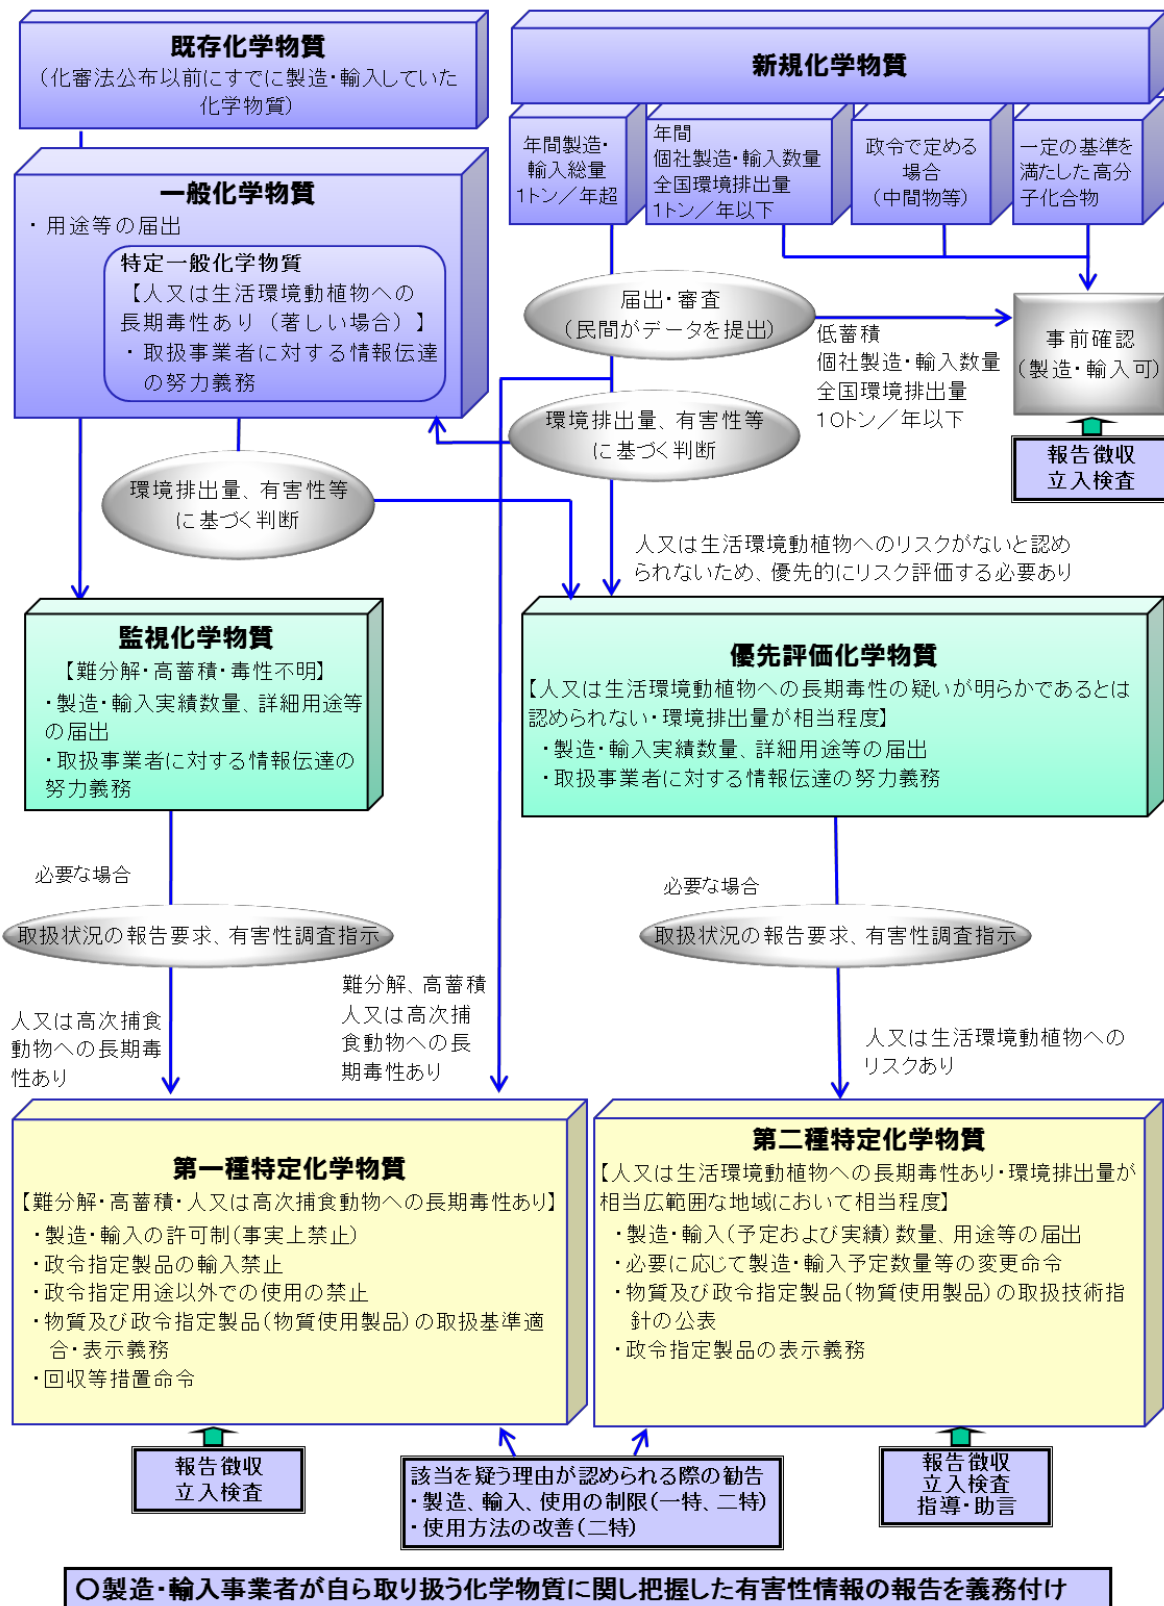 既存化学物質
(化審法公布以前にすでに製造・輸入していた
化学物質)
新規化学物質
年間製造・
輸入総量
1トン／年超
年間
個社製造・輸入数量
全国環境排出量
1トン／年以下
政令で定める
場合
(中間物等)
一定の基準を
満たした高分
子化合物
一般化学物質
・用途等の届出
特定一般化学物質
【人又は生活環境動植物への
長期毒性あり（著しい場合）】
・取扱事業者に対する情報伝達
の努力義務
届出・審査
(民間がデータを提出)
低蓄積
個社製造・輸入数量
全国環境排出量
10トン／年以下
事前確認
(製造・輸入可)
報告徴収
立入検査
環境排出量、有害性等
に基づく判断
環境排出量、有害性等
に基づく判断
人又は生活環境動植物へのリスクがないと認め
られないため、優先的にリスク評価する必要あり
監視化学物質
【難分解・高蓄積・毒性不明】
・製造・輸入実績数量、詳細用途等
の届出
・取扱事業者に対する情報伝達の
努力義務
優先評価化学物質
【人又は生活環境動植物への長期毒性の疑いが明らかであるとは
認められない・環境排出量が相当程度】
・製造・輸入実績数量、詳細用途等の届出
・取扱事業者に対する情報伝達の努力義務
必要な場合
取扱状況の報告要求、有害性調査指示
必要な場合
取扱状況の報告要求、有害性調査指示
人又は高次捕食
動物への長期毒
性あり
難分解、高蓄積
人又は高次捕
食動物への長
期毒性あり
人又は生活環境動植物への
リスクあり
第一種特定化学物質
【難分解・高蓄積・人又は高次捕食動物への長期毒性あり】
・製造・輸入の許可制(事実上禁止)
・政令指定製品の輸入禁止
・政令指定用途以外での使用の禁止
・物質及び政令指定製品(物質使用製品)の取扱基準適
合・表示義務
・回収等措置命令
第二種特定化学物質
【人又は生活環境動植物への長期毒性あり・環境排出量が
相当広範囲な地域において相当程度】
・製造・輸入(予定および実績)数量、用途等の届出
・必要に応じて製造・輸入予定数量等の変更命令
・物質及び政令指定製品(物質使用製品)の取扱技術指
針の公表
・政令指定製品の表示義務
報告徴収
立入検査
該当を疑う理由が認められる際の勧告
・製造、輸入、使用の制限(一特、二特)
・使用方法の改善(二特)
報告徴収
立入検査
指導・助言
○製造・輸入事業者が自ら取り扱う化学物質に関し把握した有害性情報の報告を義務付け